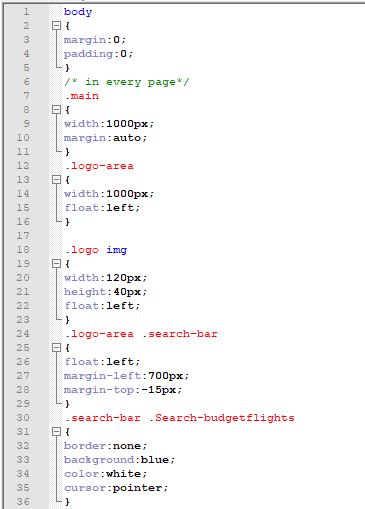 1 body
2 {
3 margin:0;
4 padding:0;
5 }
6 /* in every page*/
7 .main
8 {
9 width:1000px;
10 margin:auto;
11 }
12 .logo-area
13 {
14 width:1000px;
15 float:left;
16 }
17
18 .logo img
19 {
20 width:120px;
21 height:40px;
22 float:left;
23 }
24 .logo-area .search-bar
25 {
26 float:left;
27 margin-left:700px;
28 margin-top:-15px;
29 }
30 .search-bar .Search-budgetflights
31 {
32 border:none;
33 background:blue;
34 color:white;
35 cursor:pointer;
36 }